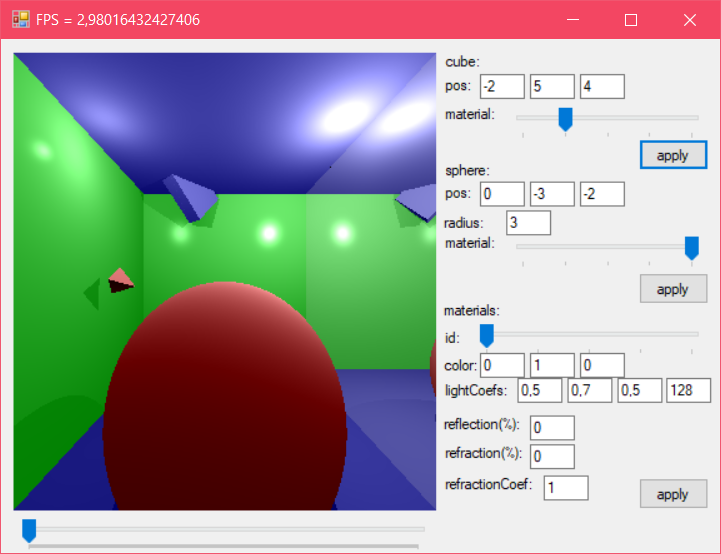 FPS = 2,98016432427406
cube:
pos: -2 5 4
material:
apply
sphere:
pos: 0 -3 -2
radius: 3
material:
apply
materials:
id:
color: 0 1 0
lightCoefs: 0,5 0,7 0,5 128
reflection(%): 0
refraction(%): 0
refractionCoef: 1
apply